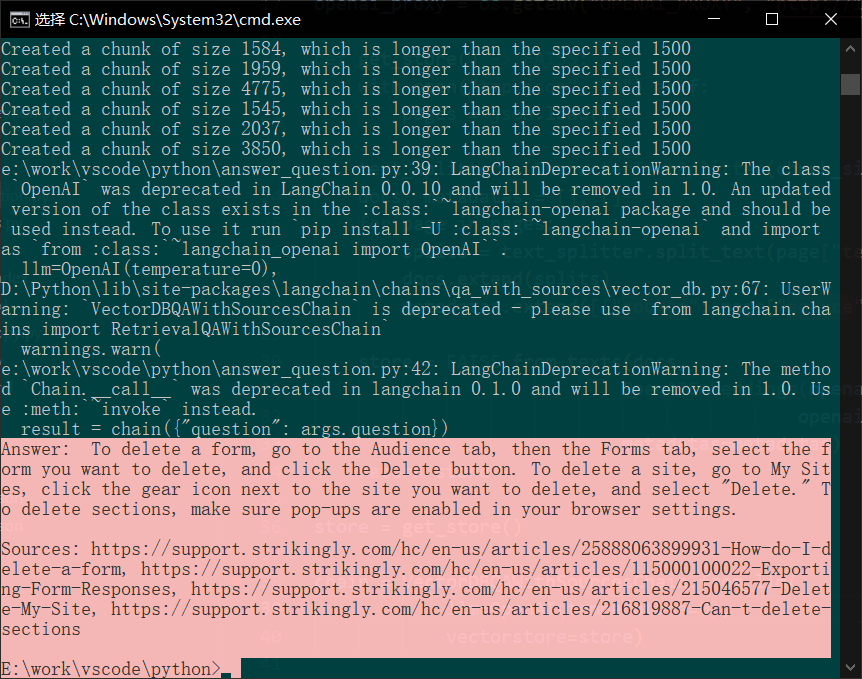 选择 C:\Windows\System32\cmd.exe
Created a chunk of size 1584, which is longer than the specified 1500
Created a chunk of size 1959, which is longer than the specified 1500
Created a chunk of size 4775, which is longer than the specified 1500
Created a chunk of size 1545, which is longer than the specified 1500
Created a chunk of size 2037, which is longer than the specified 1500
Created a chunk of size 3850, which is longer than the specified 1500
e:\work\vscode\python\answer_question.py:39: LangChainDeprecationWarning: The class
`OpenAI` was deprecated in LangChain 0.0.10 and will be removed in 1.0. An updated
version of the class exists in the :class:`~langchain-openai package and should be
used instead. To use it run `pip install -U :class:`~langchain-openai` and import
as `from :class:`~langchain_openai import OpenAI``.
llm=OpenAI(temperature=0),
D:\Python\lib\site-packages\langchain\chains\qa_with_sources\vector_db.py:67: UserW
arning: `VectorDBQAWithSourcesChain` is deprecated - please use `from langchain.cha
ins import RetrievalQAWithSourcesChain`
warnings.warn(
e:\work\vscode\python\answer_question.py:42: LangChainDeprecationWarning: The metho
d `Chain.__call__` was deprecated in langchain 0.1.0 and will be removed in 1.0. Us
e :meth:`~invoke` instead.
result = chain({"question": args.question})
Answer:  To delete a form, go to the Audience tab, then the Forms tab, select the f
orm you want to delete, and click the Delete button. To delete a site, go to My Sit
es, click the gear icon next to the site you want to delete, and select "Delete." T
o delete sections, make sure pop-ups are enabled in your browser settings.
Sources: https://support.strikingly.com/hc/en-us/articles/25888063899931-How-do-I-d
elete-a-form, https://support.strikingly.com/hc/en-us/articles/115000100022-Exporti
ng-Form-Responses, https://support.strikingly.com/hc/en-us/articles/215046577-Delet
e-My-Site, https://support.strikingly.com/hc/en-us/articles/216819887-Can-t-delete-
sections
E:\work\vscode\python>